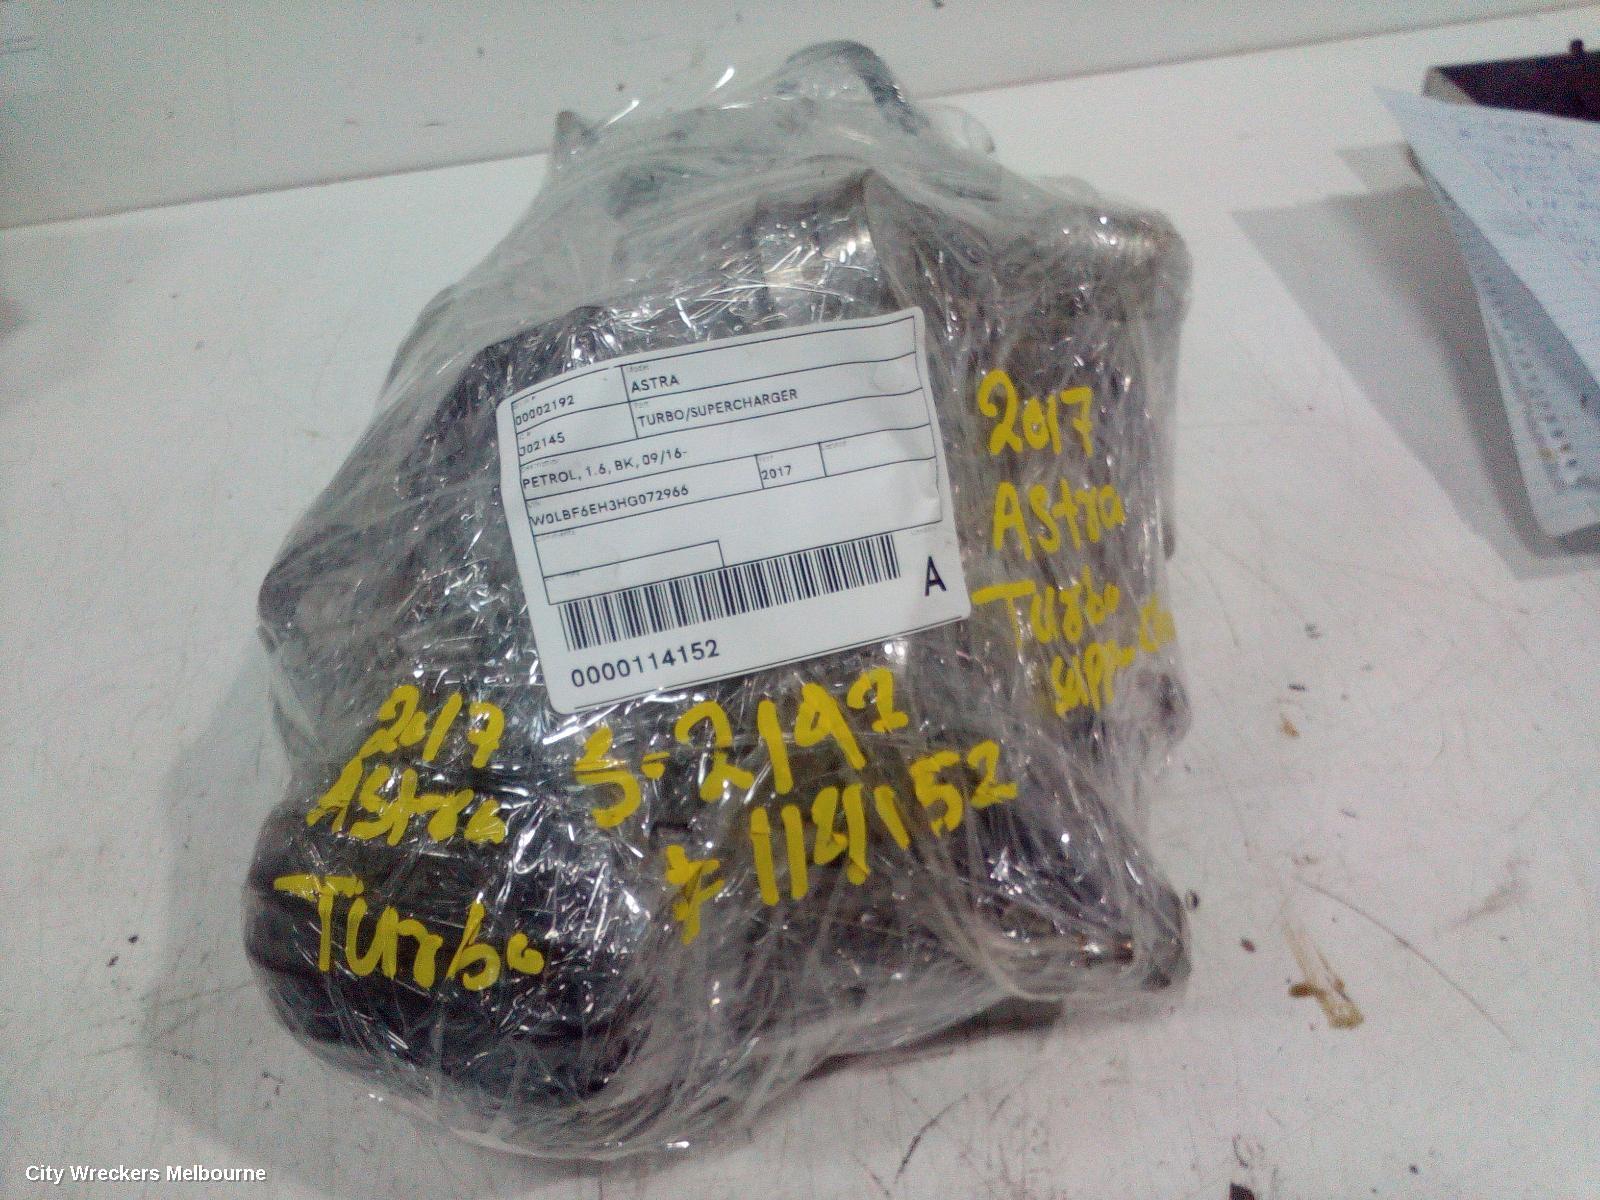 ASTRA
00002192
TURBO/SUPERCHARGER
J02145
PETROL, 1.6, BK, 09/16-
2017
W0LBF6EH3HG072966
A
0000114152
2017
Astra
Turbo
2017
Astra
Turbo
S-2192
114152
City Wreckers Melbourne